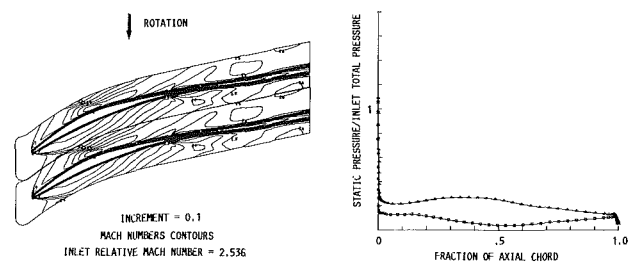 ROTATION
INCREMENT = 0.1
MACH NUMBERS CONTOURS
INLET RELATIVE MACH NUMBER = 2.536
STATIC PRESSURE/INLET TOTAL PRESSURE
1
0
.5
1.0
FRACTION OF AXIAL CHORD